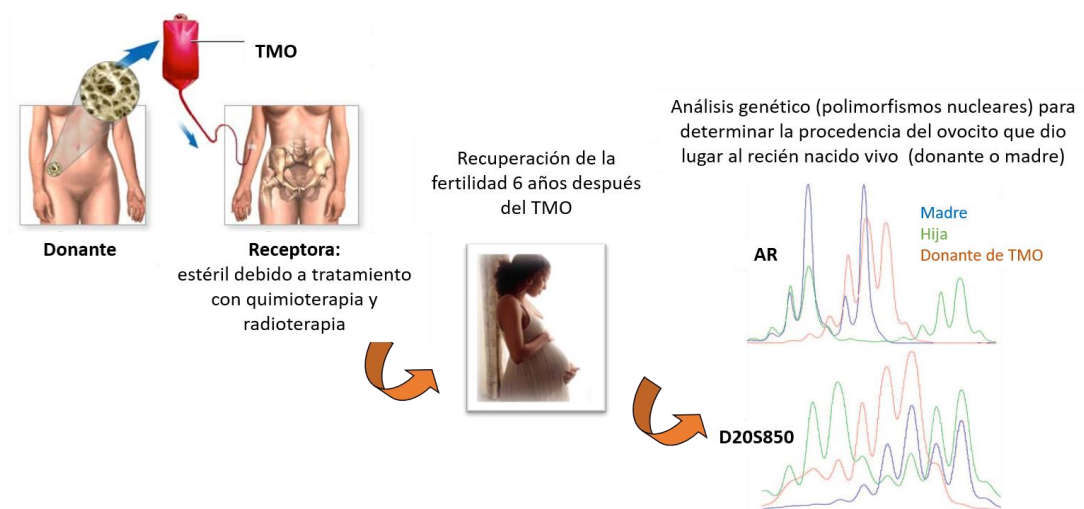 TMO
Donante
Receptora:
estéril debido a tratamiento
con quimioterapia y
radioterapia
Recuperación de la
fertilidad 6 años después
del TMO
Análisis genético (polimorfismos nucleares) para
determinar la procedencia del ovocito que dio
lugar al recién nacido vivo (donante o madre)
Madre
Hija
Donante de TMO
AR
D20S850